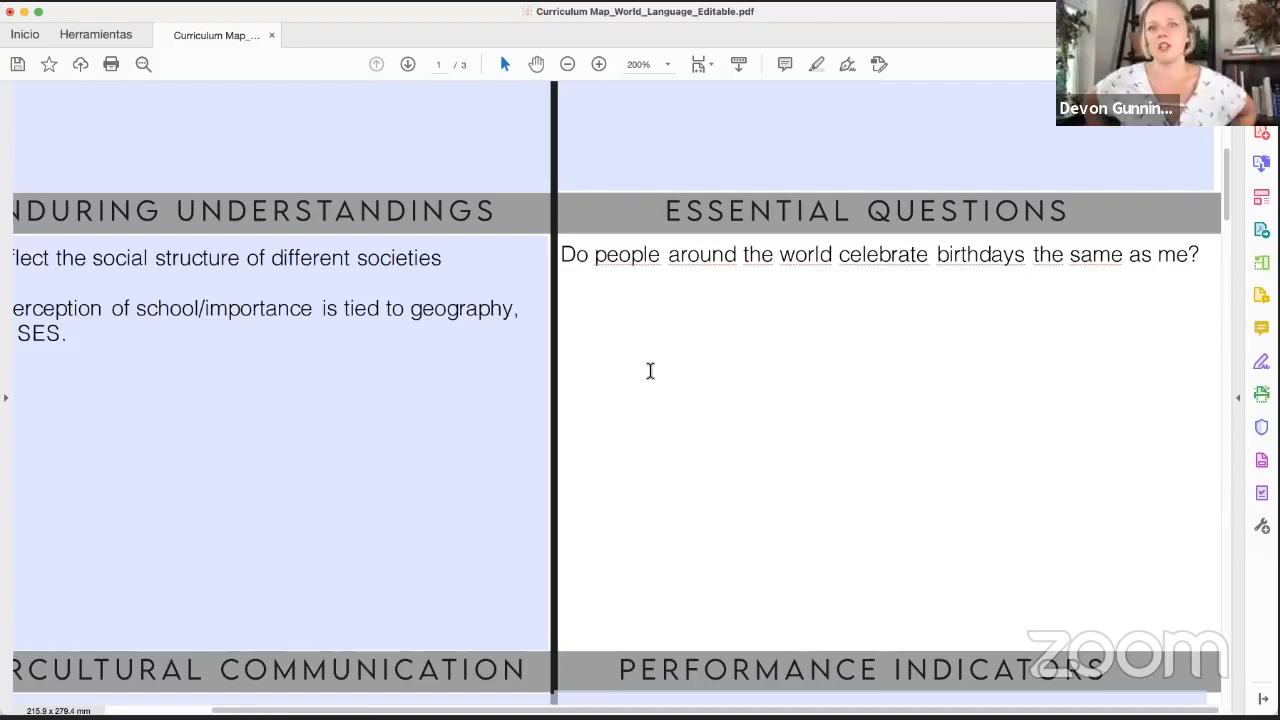 Curriculum Map_World_Language_Editable.pdf
Inicio
Herramientas
Curriculum Map_...
1 / 3
200%
Devon Gunnin...
NDURING UNDERSTANDINGS
ESSENTIAL QUESTIONS
flect the social structure of different societies
Do people around the world celebrate birthdays the same as me?
erception of school/importance is tied to geography,
SES.
RCULTURAL COMMUNICATION
PERFORMANCE INDICATORS
zoom
215.9 x 279.4 mm